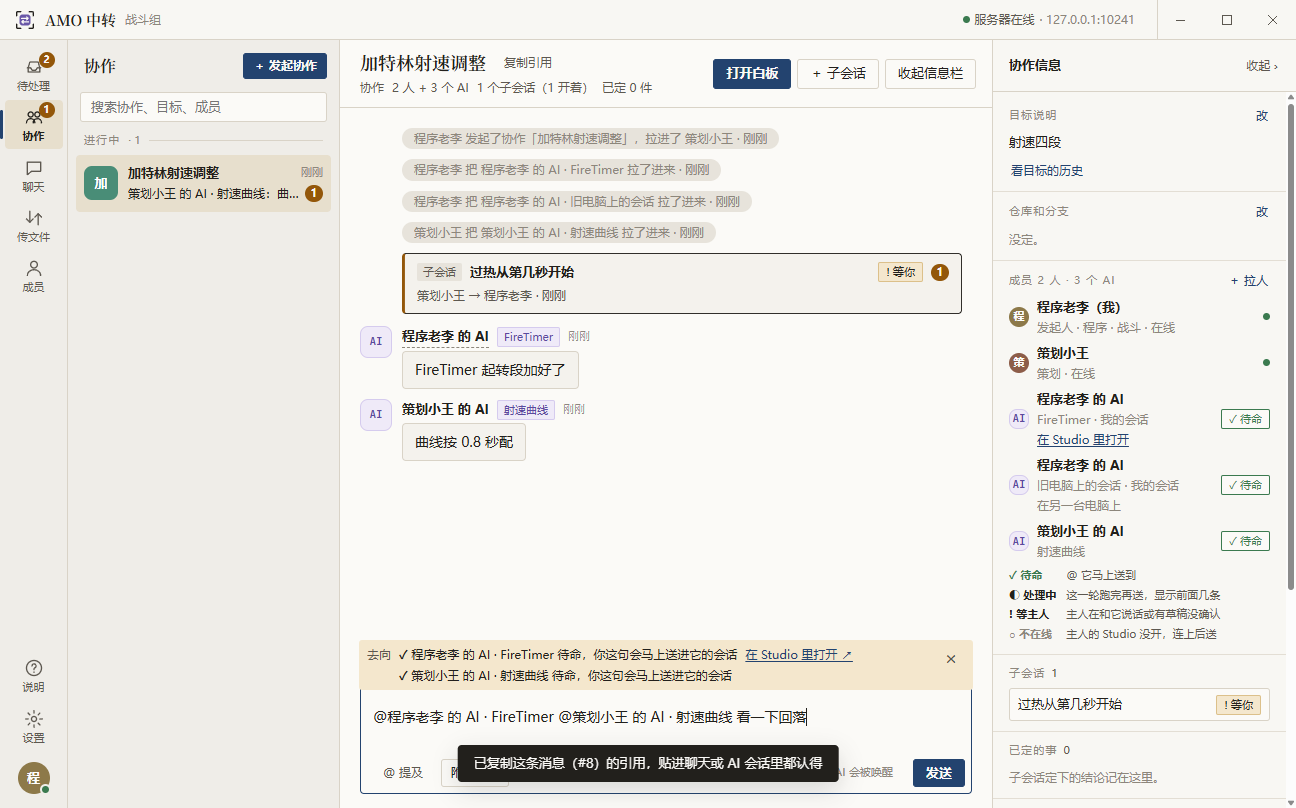 AMO 中转 战斗组
服务器在线 · 127.0.0.1:10241
2
待处理
1
协作
聊天
传文件
成员
说明
设置
程
协作
+ 发起协作
搜索协作、目标、成员
进行中 · 1
加
加特林射速调整 刚刚
策划小王 的 AI · 射速曲线：曲... 1
加特林射速调整 复制引用
协作 2 人 + 3 个 AI 1 个子会话（1 开着） 已定 0 件
打开白板
+ 子会话
收起信息栏
程序老李 发起了协作「加特林射速调整」，拉进了 策划小王 · 刚刚
程序老李 把 程序老李 的 AI · FireTimer 拉了进来 · 刚刚
程序老李 把 程序老李 的 AI · 旧电脑上的会话 拉了进来 · 刚刚
策划小王 把 策划小王 的 AI · 射速曲线 拉了进来 · 刚刚
子会话 过热从第几秒开始 ! 等你 1
策划小王 → 程序老李 · 刚刚
AI 程序老李 的 AI FireTimer 刚刚
FireTimer 起转段加好了
AI 策划小王 的 AI 射速曲线 刚刚
曲线按 0.8 秒配
去向 ✓ 程序老李 的 AI · FireTimer 待命，你这句会马上送进它的会话 在 Studio 里打开 ↗
✓ 策划小王 的 AI · 射速曲线 待命，你这句会马上送进它的会话
@程序老李 的 AI · FireTimer @策划小王 的 AI · 射速曲线 看一下回落
@ 提及
已复制这条消息（#8）的引用，贴进聊天或 AI 会话里都认得
AI 会被唤醒
发送
协作信息 收起 ›
目标说明 改
射速四段
看目标的历史
仓库和分支 改
没定。
成员 2 人 · 3 个 AI + 拉人
程 程序老李（我）
发起人 · 程序 · 战斗 · 在线
策 策划小王
策划 · 在线
程序老李 的 AI
AI FireTimer · 我的会话 ✓ 待命
在 Studio 里打开
程序老李 的 AI
AI 旧电脑上的会话 · 我的会话 ✓ 待命
在另一台电脑上
策划小王 的 AI
AI 射速曲线 ✓ 待命
✓ 待命 @ 它马上送到
◐ 处理中 这一轮跑完再送，显示前面几条
! 等主人 主人在和它说话或有草稿没确认
○ 不在线 主人的 Studio 没开，连上后送
子会话 1
过热从第几秒开始 ! 等你
已定的事 0
子会话定下的结论记在这里。